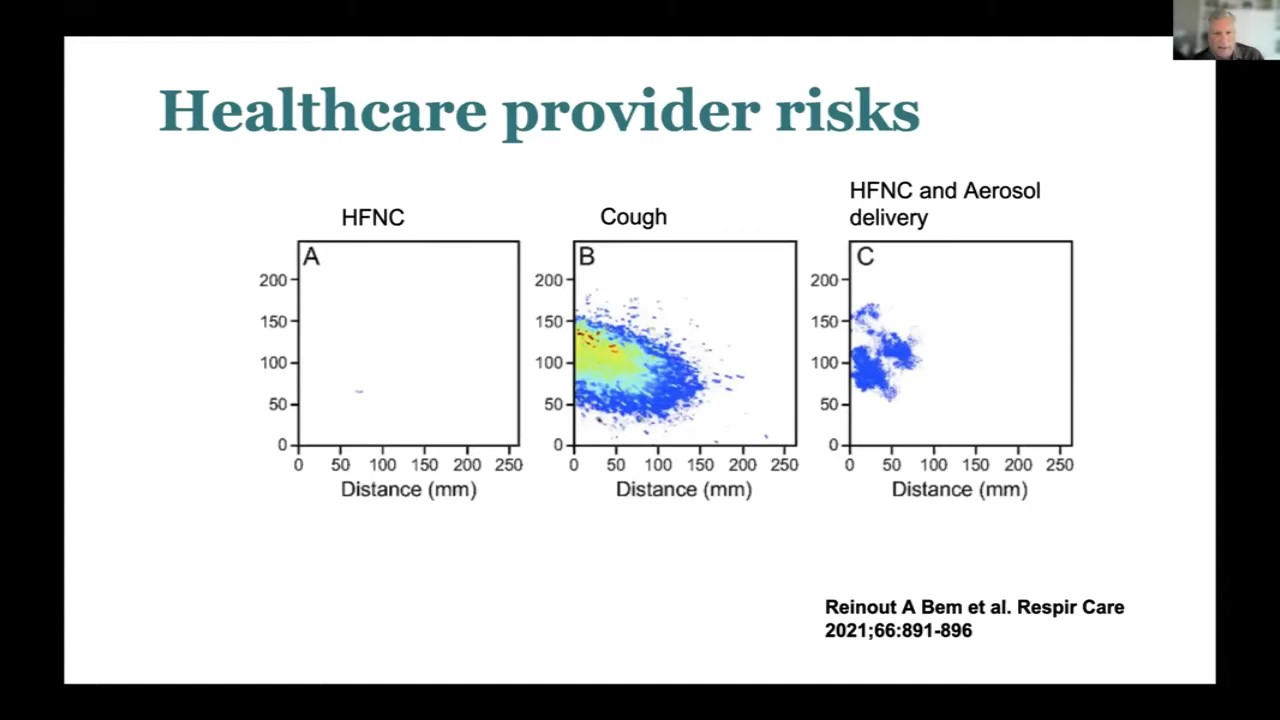 Healthcare provider risks
HFNC
Cough
HFNC and Aerosol
delivery
A
200
150
100
50
0
0 50 100 150 200 250
Distance (mm)
B
200
150
100
50
0
0 50 100 150 200 250
Distance (mm)
C
200
150
100
50
0
0 50 100 150 200 250
Distance (mm)
Reinout A Bem et al. Respir Care
2021;66:891-896